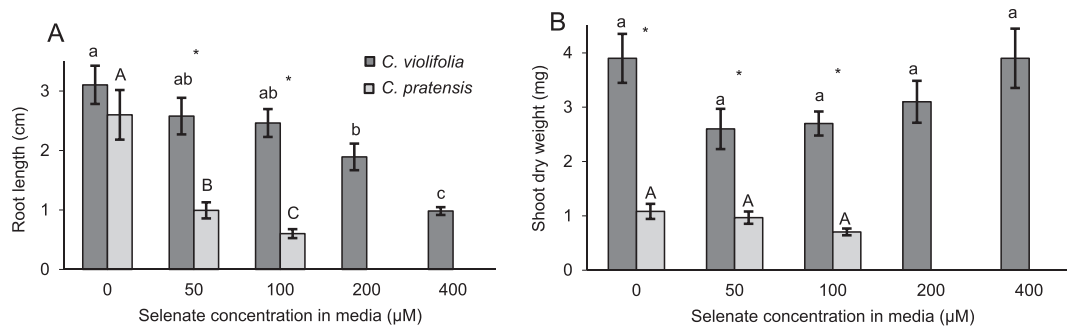 A
Root length (cm)
3
2
1
0
a
A
ab
*
B
ab
*
C
b
c
C. violifolia
C. pratensis
0 50 100 200 400
Selenate concentration in media (µM)
B
Shoot dry weight (mg)
4
3
2
1
0
a
*
A
a
*
A
a
*
A
a
a
0 50 100 200 400
Selenate concentration in media (µM)